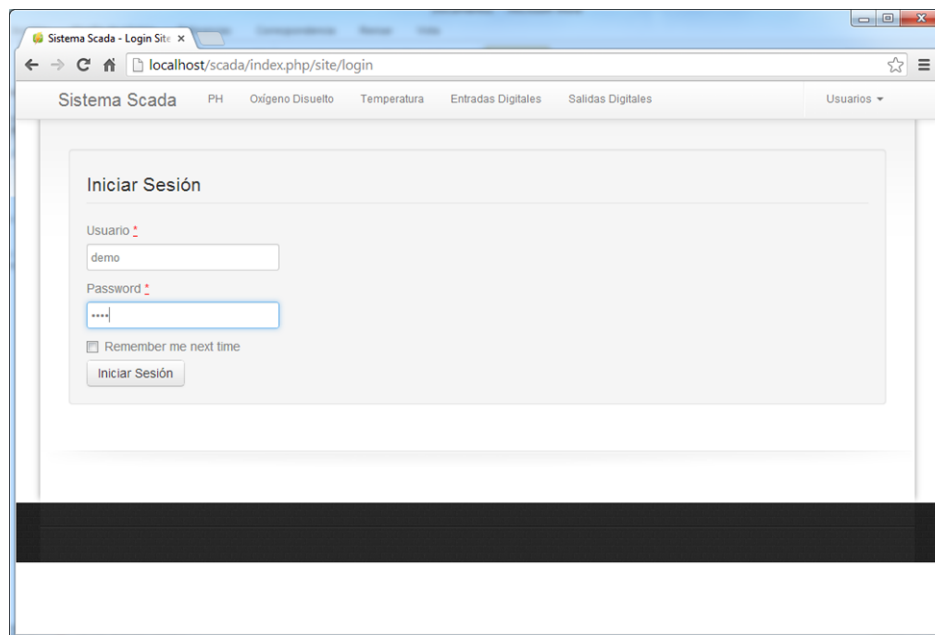 Sistema Scada - Login Site
localhost/scada/index.php/site/login
Sistema Scada PH Oxígeno Disuelto Temperatura Entradas Digitales Salidas Digitales Usuarios
Iniciar Sesión
Usuario *
demo
Password *
••••
Remember me next time
Iniciar Sesión